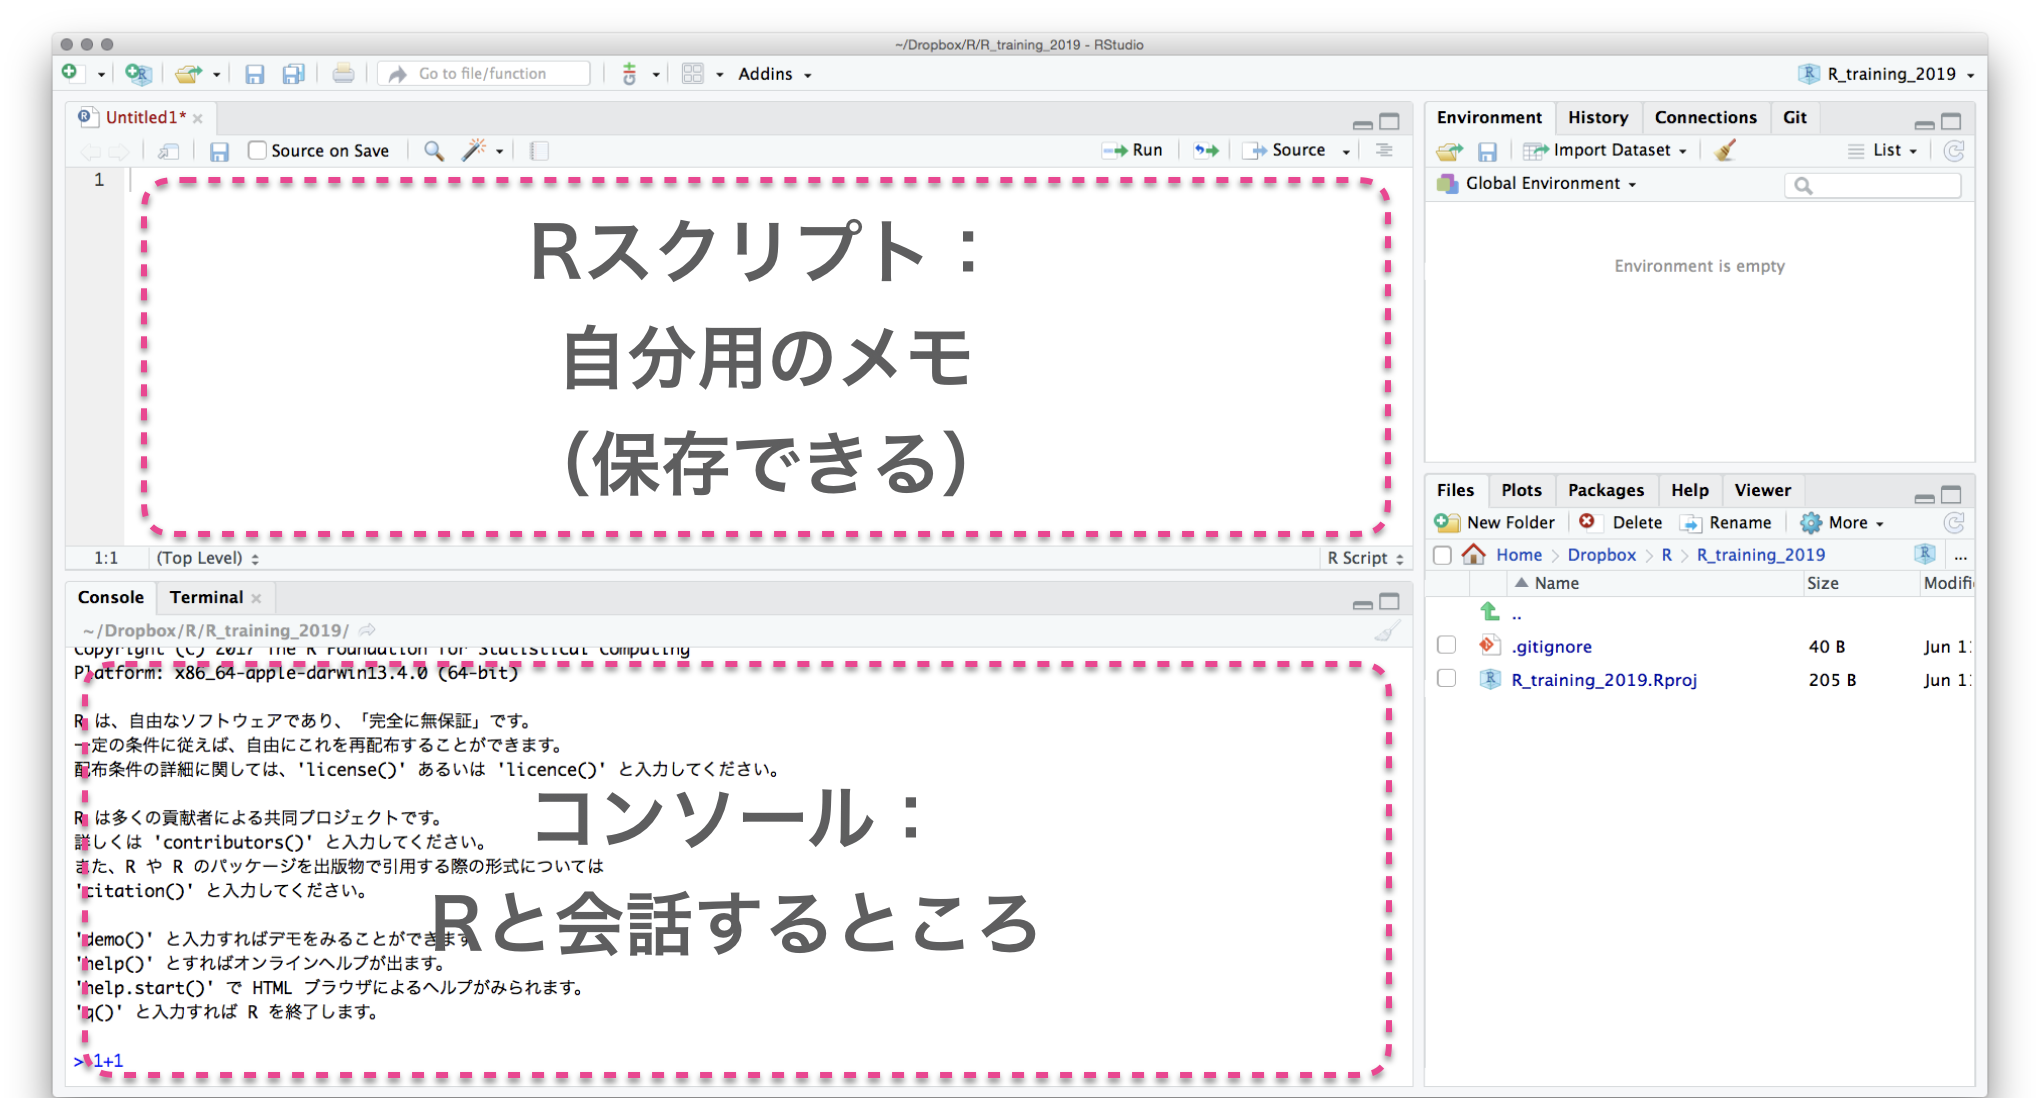 ~/Dropbox/R/R_training_2019 - RStudio
Go to file/function
Addins
R_training_2019
Untitled1*
Source on Save
Run
Source
1
Rスクリプト：
自分用のメモ
（保存できる）
1:1 (Top Level)
R Script
Console Terminal
~/Dropbox/R/R_training_2019/
Copyright (C) 2017 The R Foundation for Statistical Computing
Platform: x86_64-apple-darwin13.4.0 (64-bit)
R は、自由なソフトウェアであり、「完全に無保証」です。
一定の条件に従えば、自由にこれを再配布することができます。
配布条件の詳細に関しては、'license()' あるいは 'licence()' と入力してください。
R は多くの貢献者による共同プロジェクトです。
詳しくは 'contributors()' と入力してください。
また、R や R のパッケージを出版物で引用する際の形式については
'citation()' と入力してください。
'demo()' と入力すればデモをみることができます
'help()' とすればオンラインヘルプが出ます。
'help.start()' で HTML ブラウザによるヘルプがみられます。
'q()' と入力すれば R を終了します。
> 1+1
コンソール：
Rと会話するところ
Environment History Connections Git
Import Dataset
List
Global Environment
Environment is empty
Files Plots Packages Help Viewer
New Folder Delete Rename More
Home > Dropbox > R > R_training_2019 ...
Name Size Modifi
..
.gitignore 40 B Jun 1
R_training_2019.Rproj 205 B Jun 1